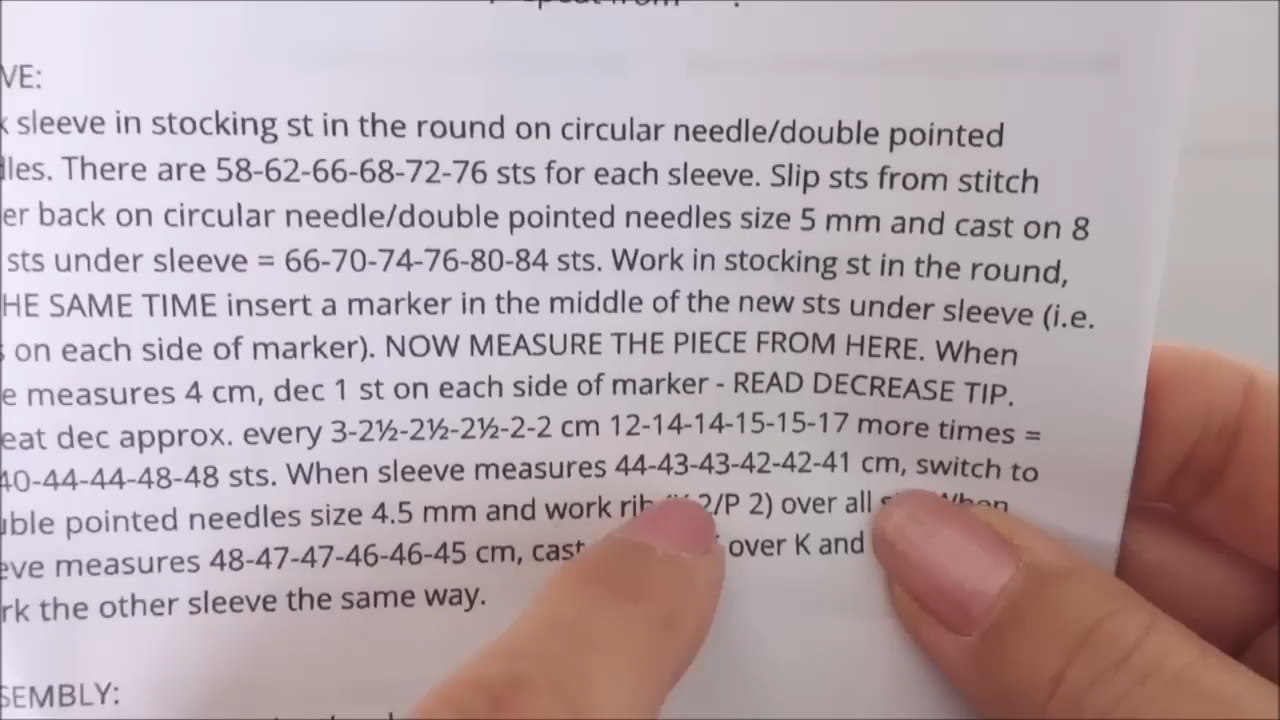 VE:
sleeve in stocking st in the round on circular needle/double pointed
les. There are 58-62-66-68-72-76 sts for each sleeve. Slip sts from stitch
er back on circular needle/double pointed needles size 5 mm and cast on 8
sts under sleeve = 66-70-74-76-80-84 sts. Work in stocking st in the round,
HE SAME TIME insert a marker in the middle of the new sts under sleeve (i.e.
on each side of marker). NOW MEASURE THE PIECE FROM HERE. When
e measures 4 cm, dec 1 st on each side of marker - READ DECREASE TIP.
eat dec approx. every 3-2½-2½-2½-2-2 cm 12-14-14-15-15-17 more times =
40-44-44-48-48 sts. When sleeve measures 44-43-43-42-42-41 cm, switch to
ble pointed needles size 4.5 mm and work rib 2/P 2) over all When
eve measures 48-47-47-46-46-45 cm, cast over K and
rk the other sleeve the same way.
SEMBLY: